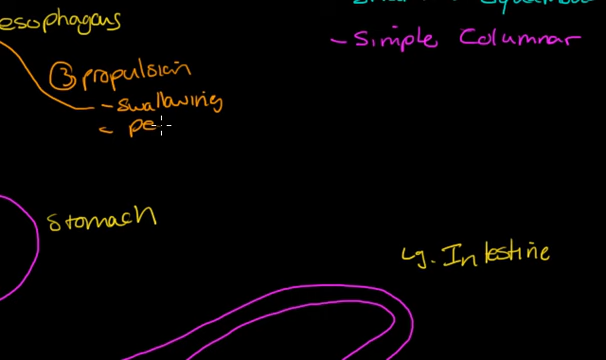 esophagus
- Simple Columnar
③ propulsion
- swallowing
- pe
Stomach
Lg. Intestine